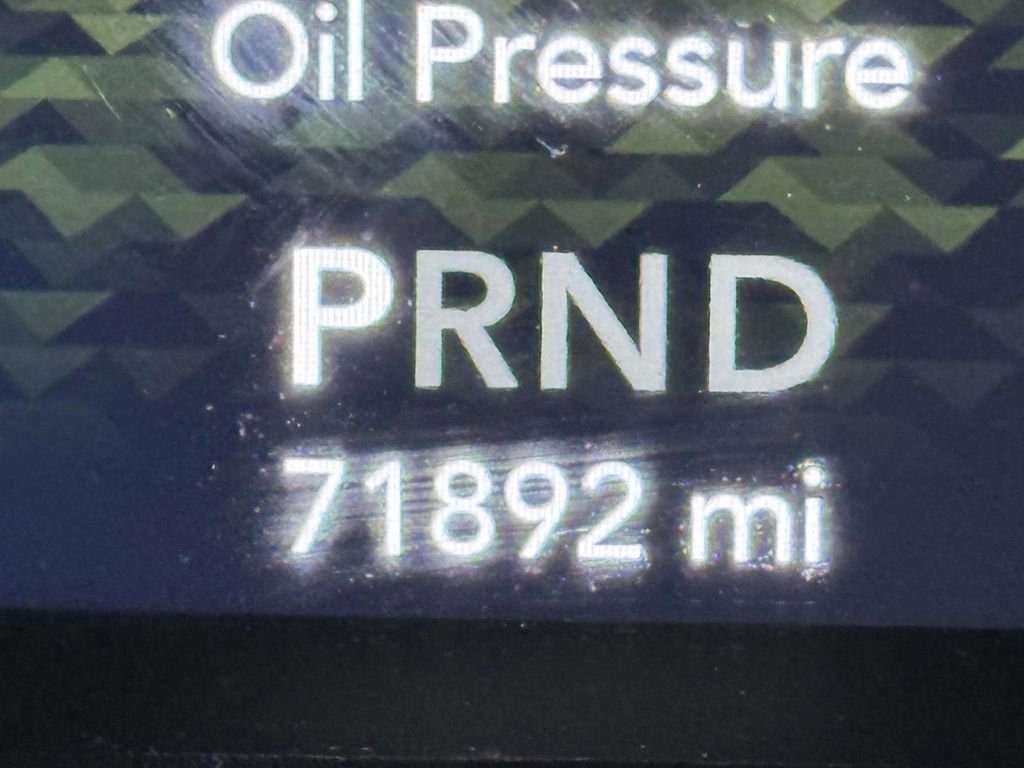 Oil Pressure
PRND
71892 mi